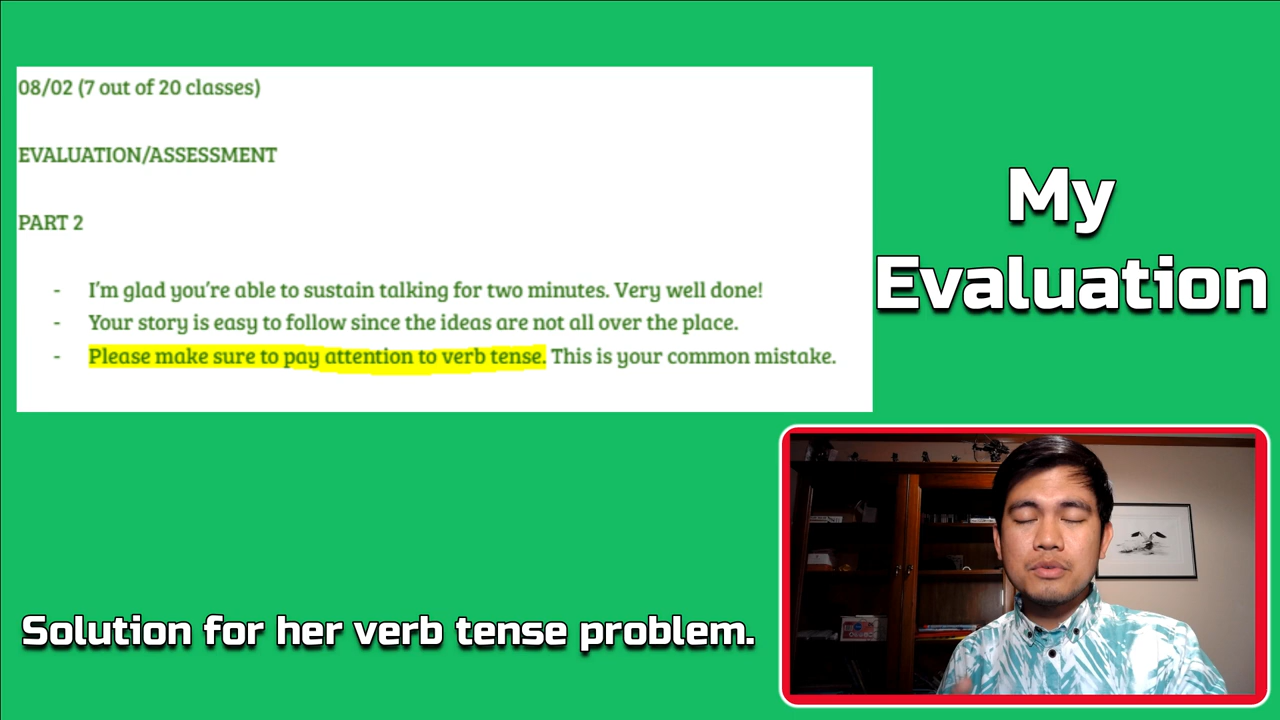 08/02 (7 out of 20 classes)
EVALUATION/ASSESSMENT
PART 2
- I'm glad you're able to sustain talking for two minutes. Very well done!
- Your story is easy to follow since the ideas are not all over the place.
- Please make sure to pay attention to verb tense. This is your common mistake.
My
Evaluation
Solution for her verb tense problem.